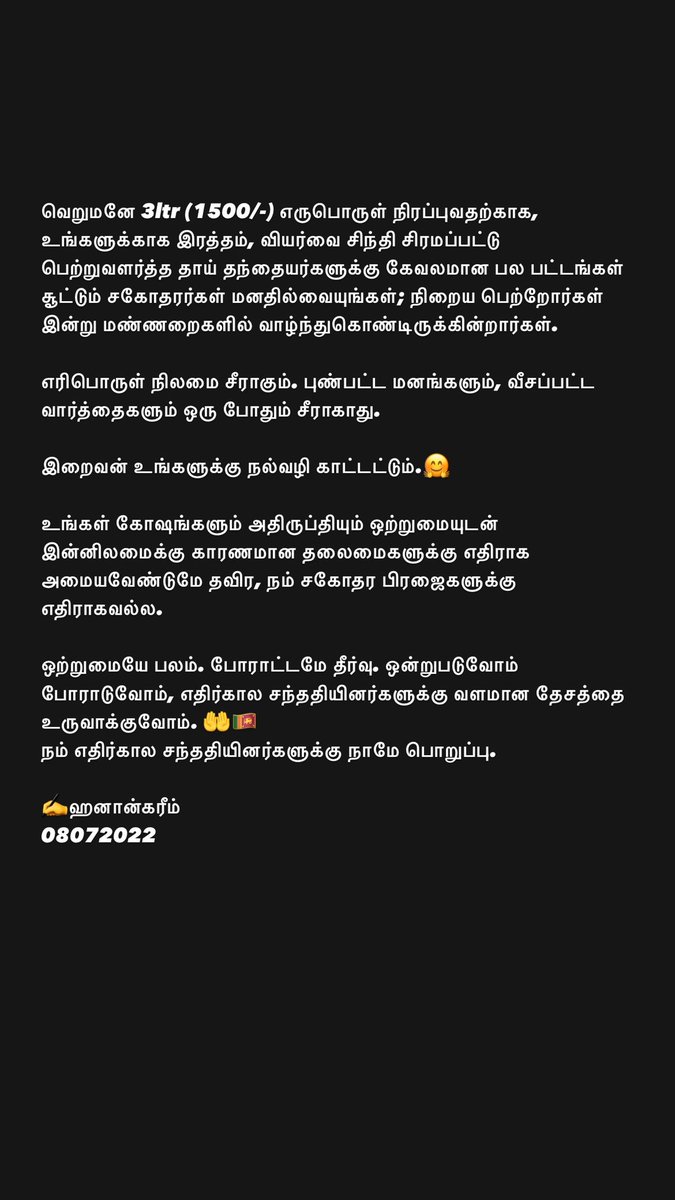 வெறுமனே 3ltr (1500/-) எருபொருள் நிரப்புவதற்காக,
உங்களுக்காக இரத்தம், வியர்வை சிந்தி சிரமப்பட்டு
பெற்றுவளர்த்த தாய் தந்தையர்களுக்கு கேவலமான பல பட்டங்கள்
சூட்டும் சகோதரர்கள் மனதில்வையுங்கள்; நிறைய பெற்றோர்கள்
இன்று மண்ணறைகளில் வாழ்ந்துகொண்டிருக்கின்றார்கள்.
எரிபொருள் நிலமை சீராகும். புண்பட்ட மனங்களும், வீசப்பட்ட
வார்த்தைகளும் ஒரு போதும் சீராகாது.
இறைவன் உங்களுக்கு நல்வழி காட்டட்டும்.🤗
உங்கள் கோஷங்களும் அதிருப்தியும் ஒற்றுமையுடன்
இன்னிலமைக்கு காரணமான தலைமைகளுக்கு எதிராக
அமையவேண்டுமே தவிர, நம் சகோதர பிரஜைகளுக்கு
எதிராகவல்ல.
ஒற்றுமையே பலம். போராட்டமே தீர்வு. ஒன்றுபடுவோம்
போராடுவோம், எதிர்கால சந்ததியினர்களுக்கு வளமான தேசத்தை
உருவாக்குவோம். 🤲🇱🇰
நம் எதிர்கால சந்ததியினர்களுக்கு நாமே பொறுப்பு.
✍️ஹனான்கரீம்
08072022